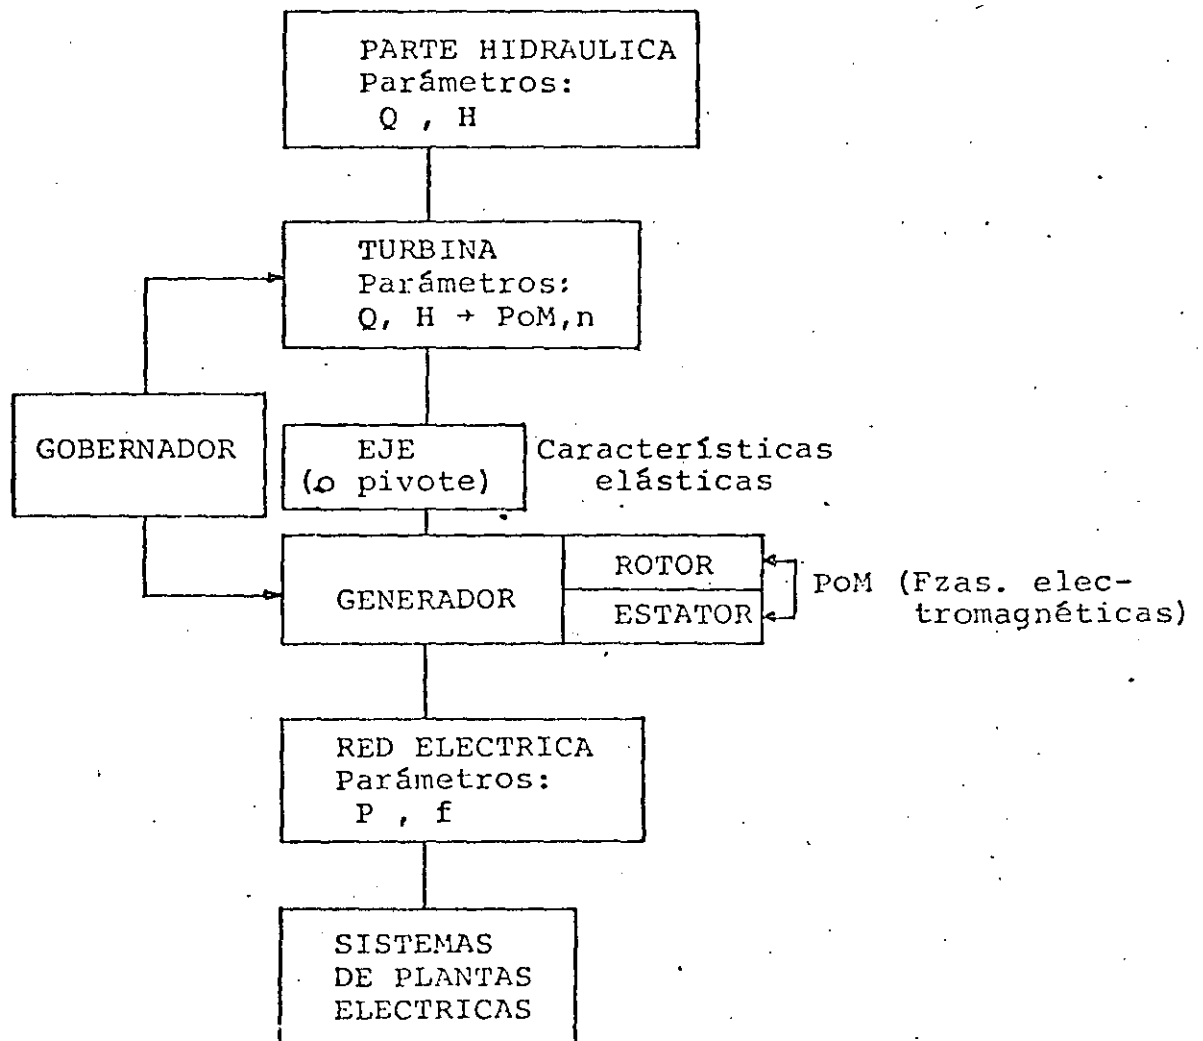 PARTE HIDRAULICA
Parámetros:
Q , H
TURBINA
Parámetros:
Q, H → PoM,n
GOBERNADOR
EJE
(o pivote)
Característícas
elásticas
GENERADOR
ROTOR
ESTATOR
PoM (Fzas. elec-
tromagnéticas)
RED ELECTRICA
Parámetros:
P , f
SISTEMAS
DE PLANTAS
ELECTRICAS